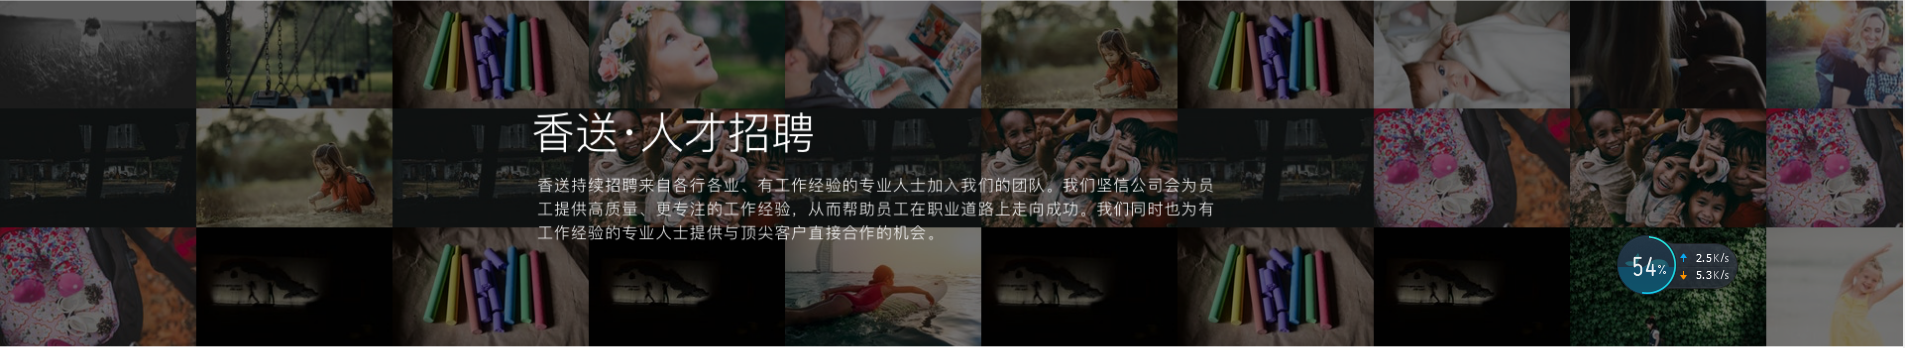 香送·人才招聘
香送持续招聘来自各行各业、有工作经验的专业人士加入我们的团队。我们坚信公司会为员
工提供高质量、更专注的工作经验，从而帮助员工在职业道路上走向成功。我们同时也为有
工作经验的专业人士提供与顶尖客户直接合作的机会。
54%
2.5K/s
5.3K/s